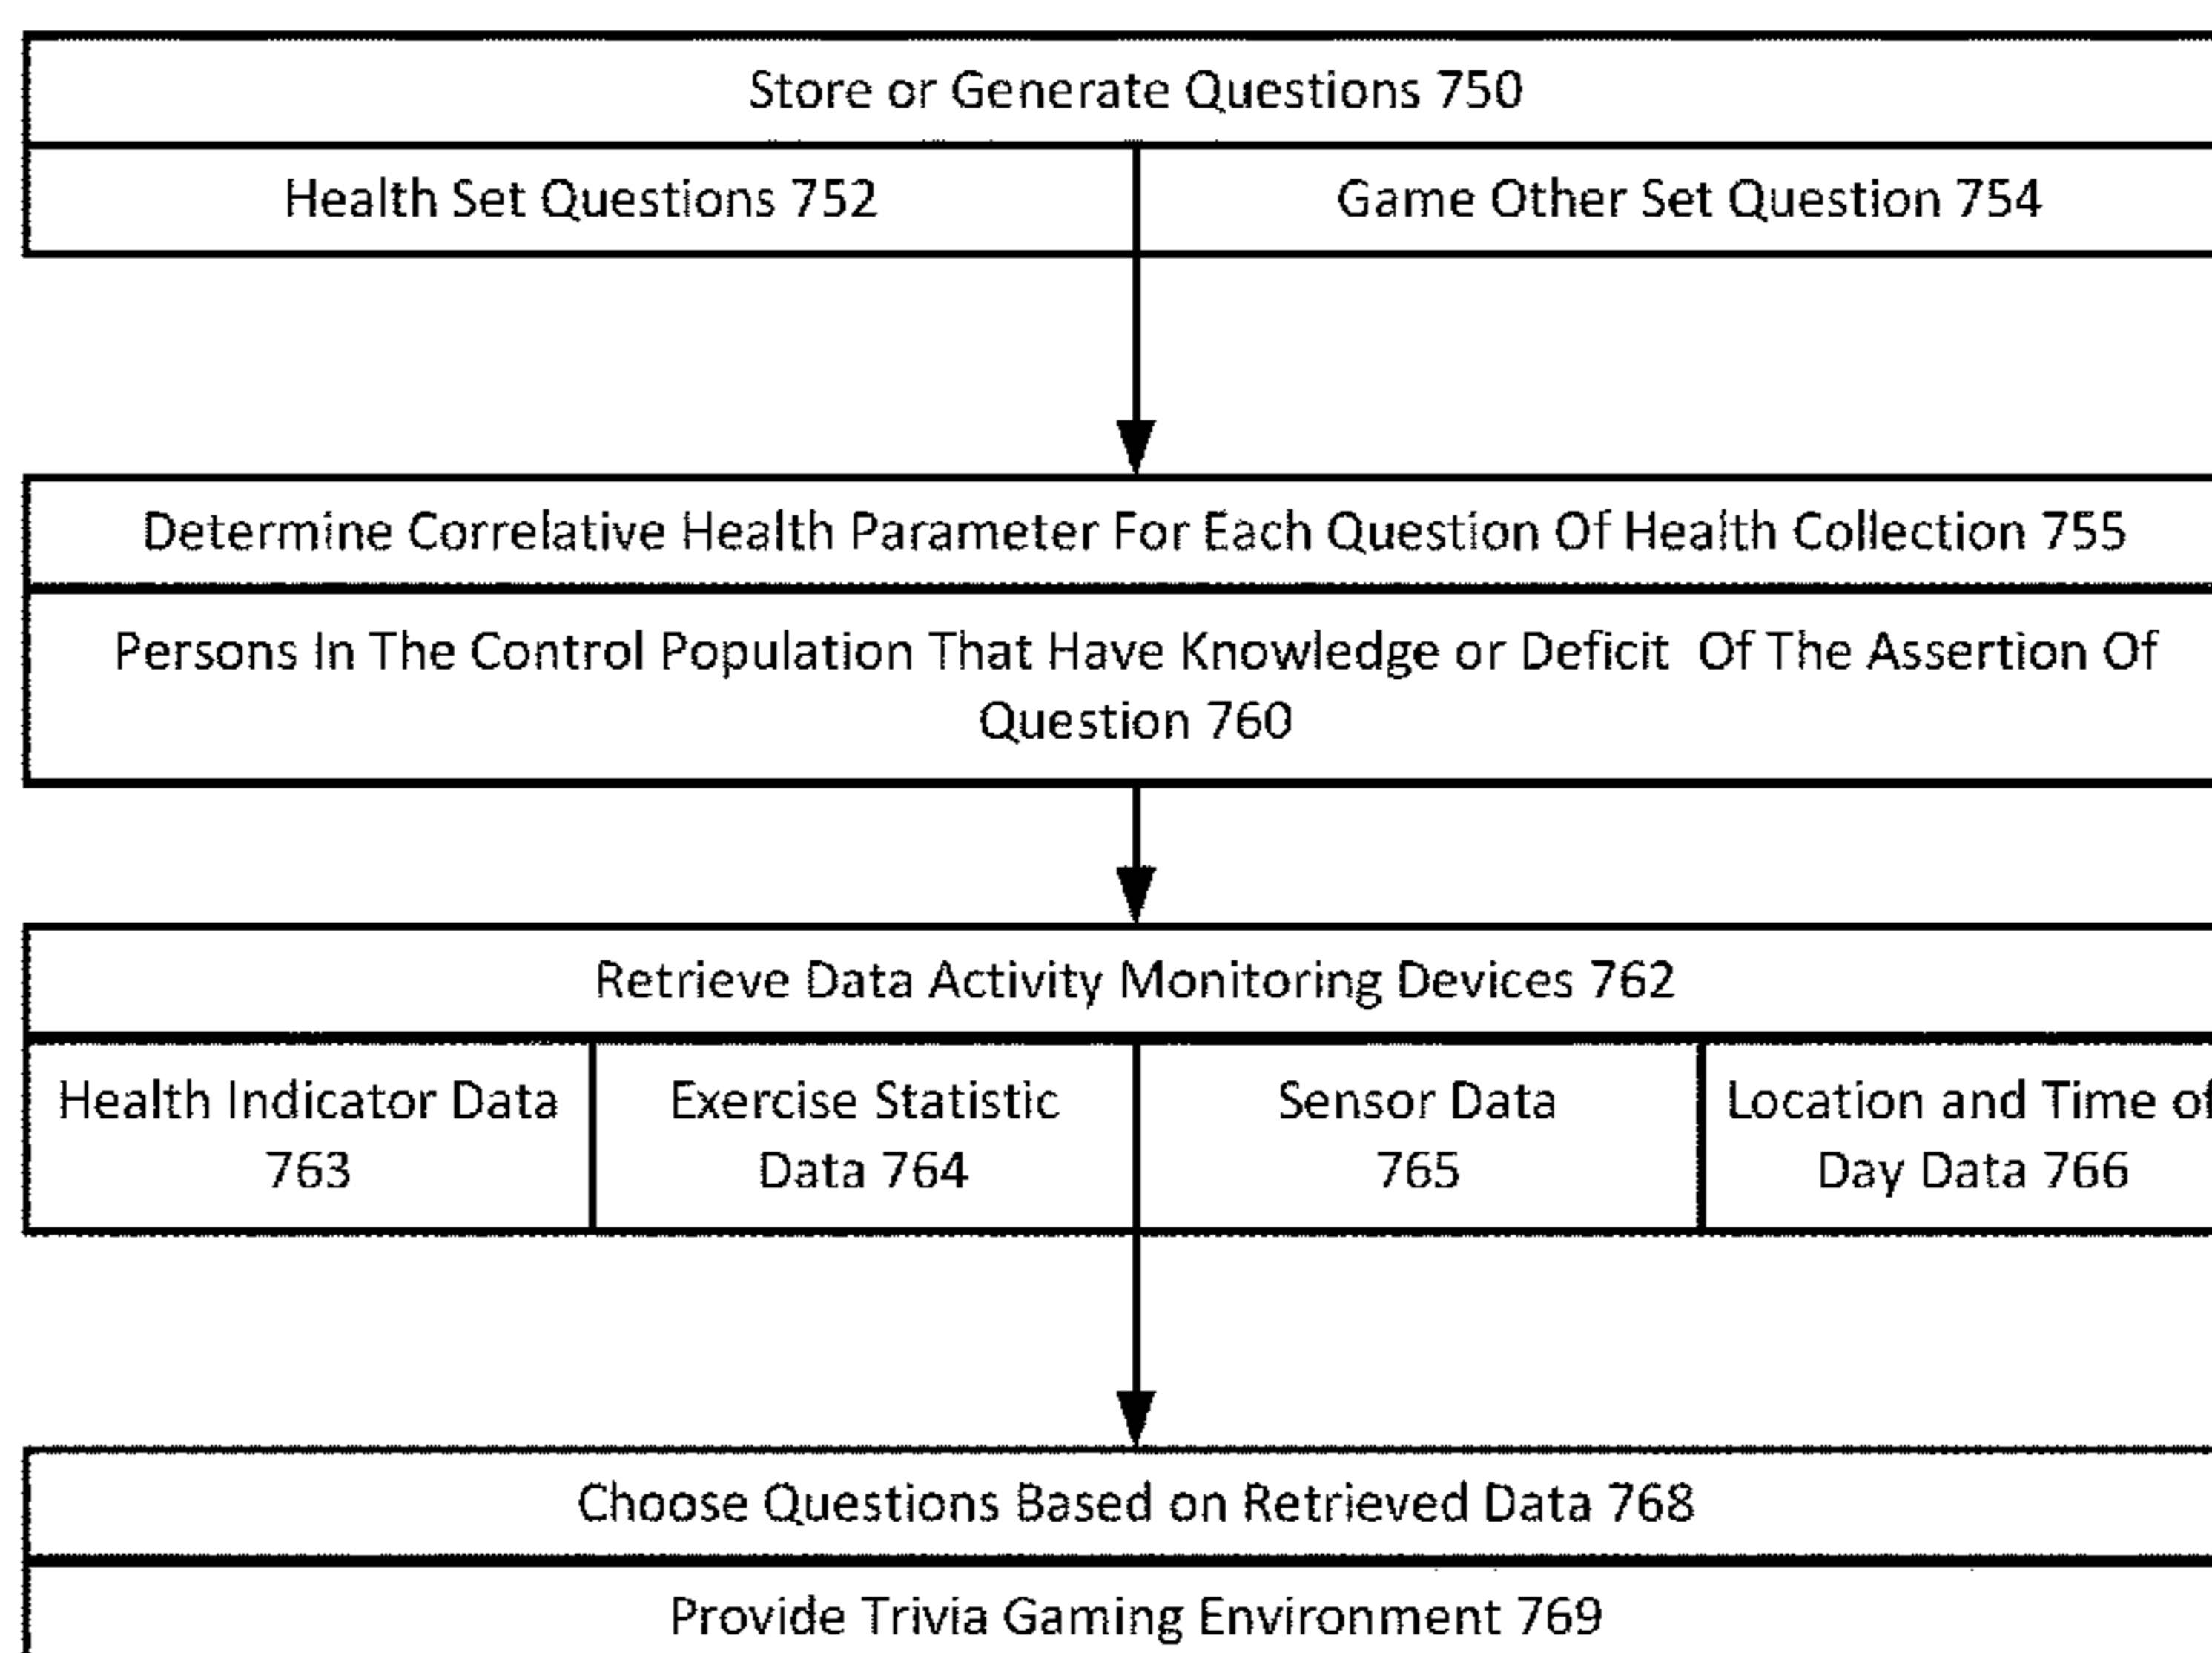 Store or Generate Questions 750
Health Set Questions 752
Game Other Set Question 754
Determine Correlative Health Parameter For Each Question Of Health Collection 755
Persons In The Control Population That Have Knowledge or Deficit Of The Assertion Of
Question 760
Retrieve Data Activity Monitoring Devices 762
Health Indicator Data
763
Exercise Statistic
Data 764
Sensor Data
765
Location and Time of
Day Data 766
Choose Questions Based on Retrieved Data 768
Provide Trivia Gaming Environment 769